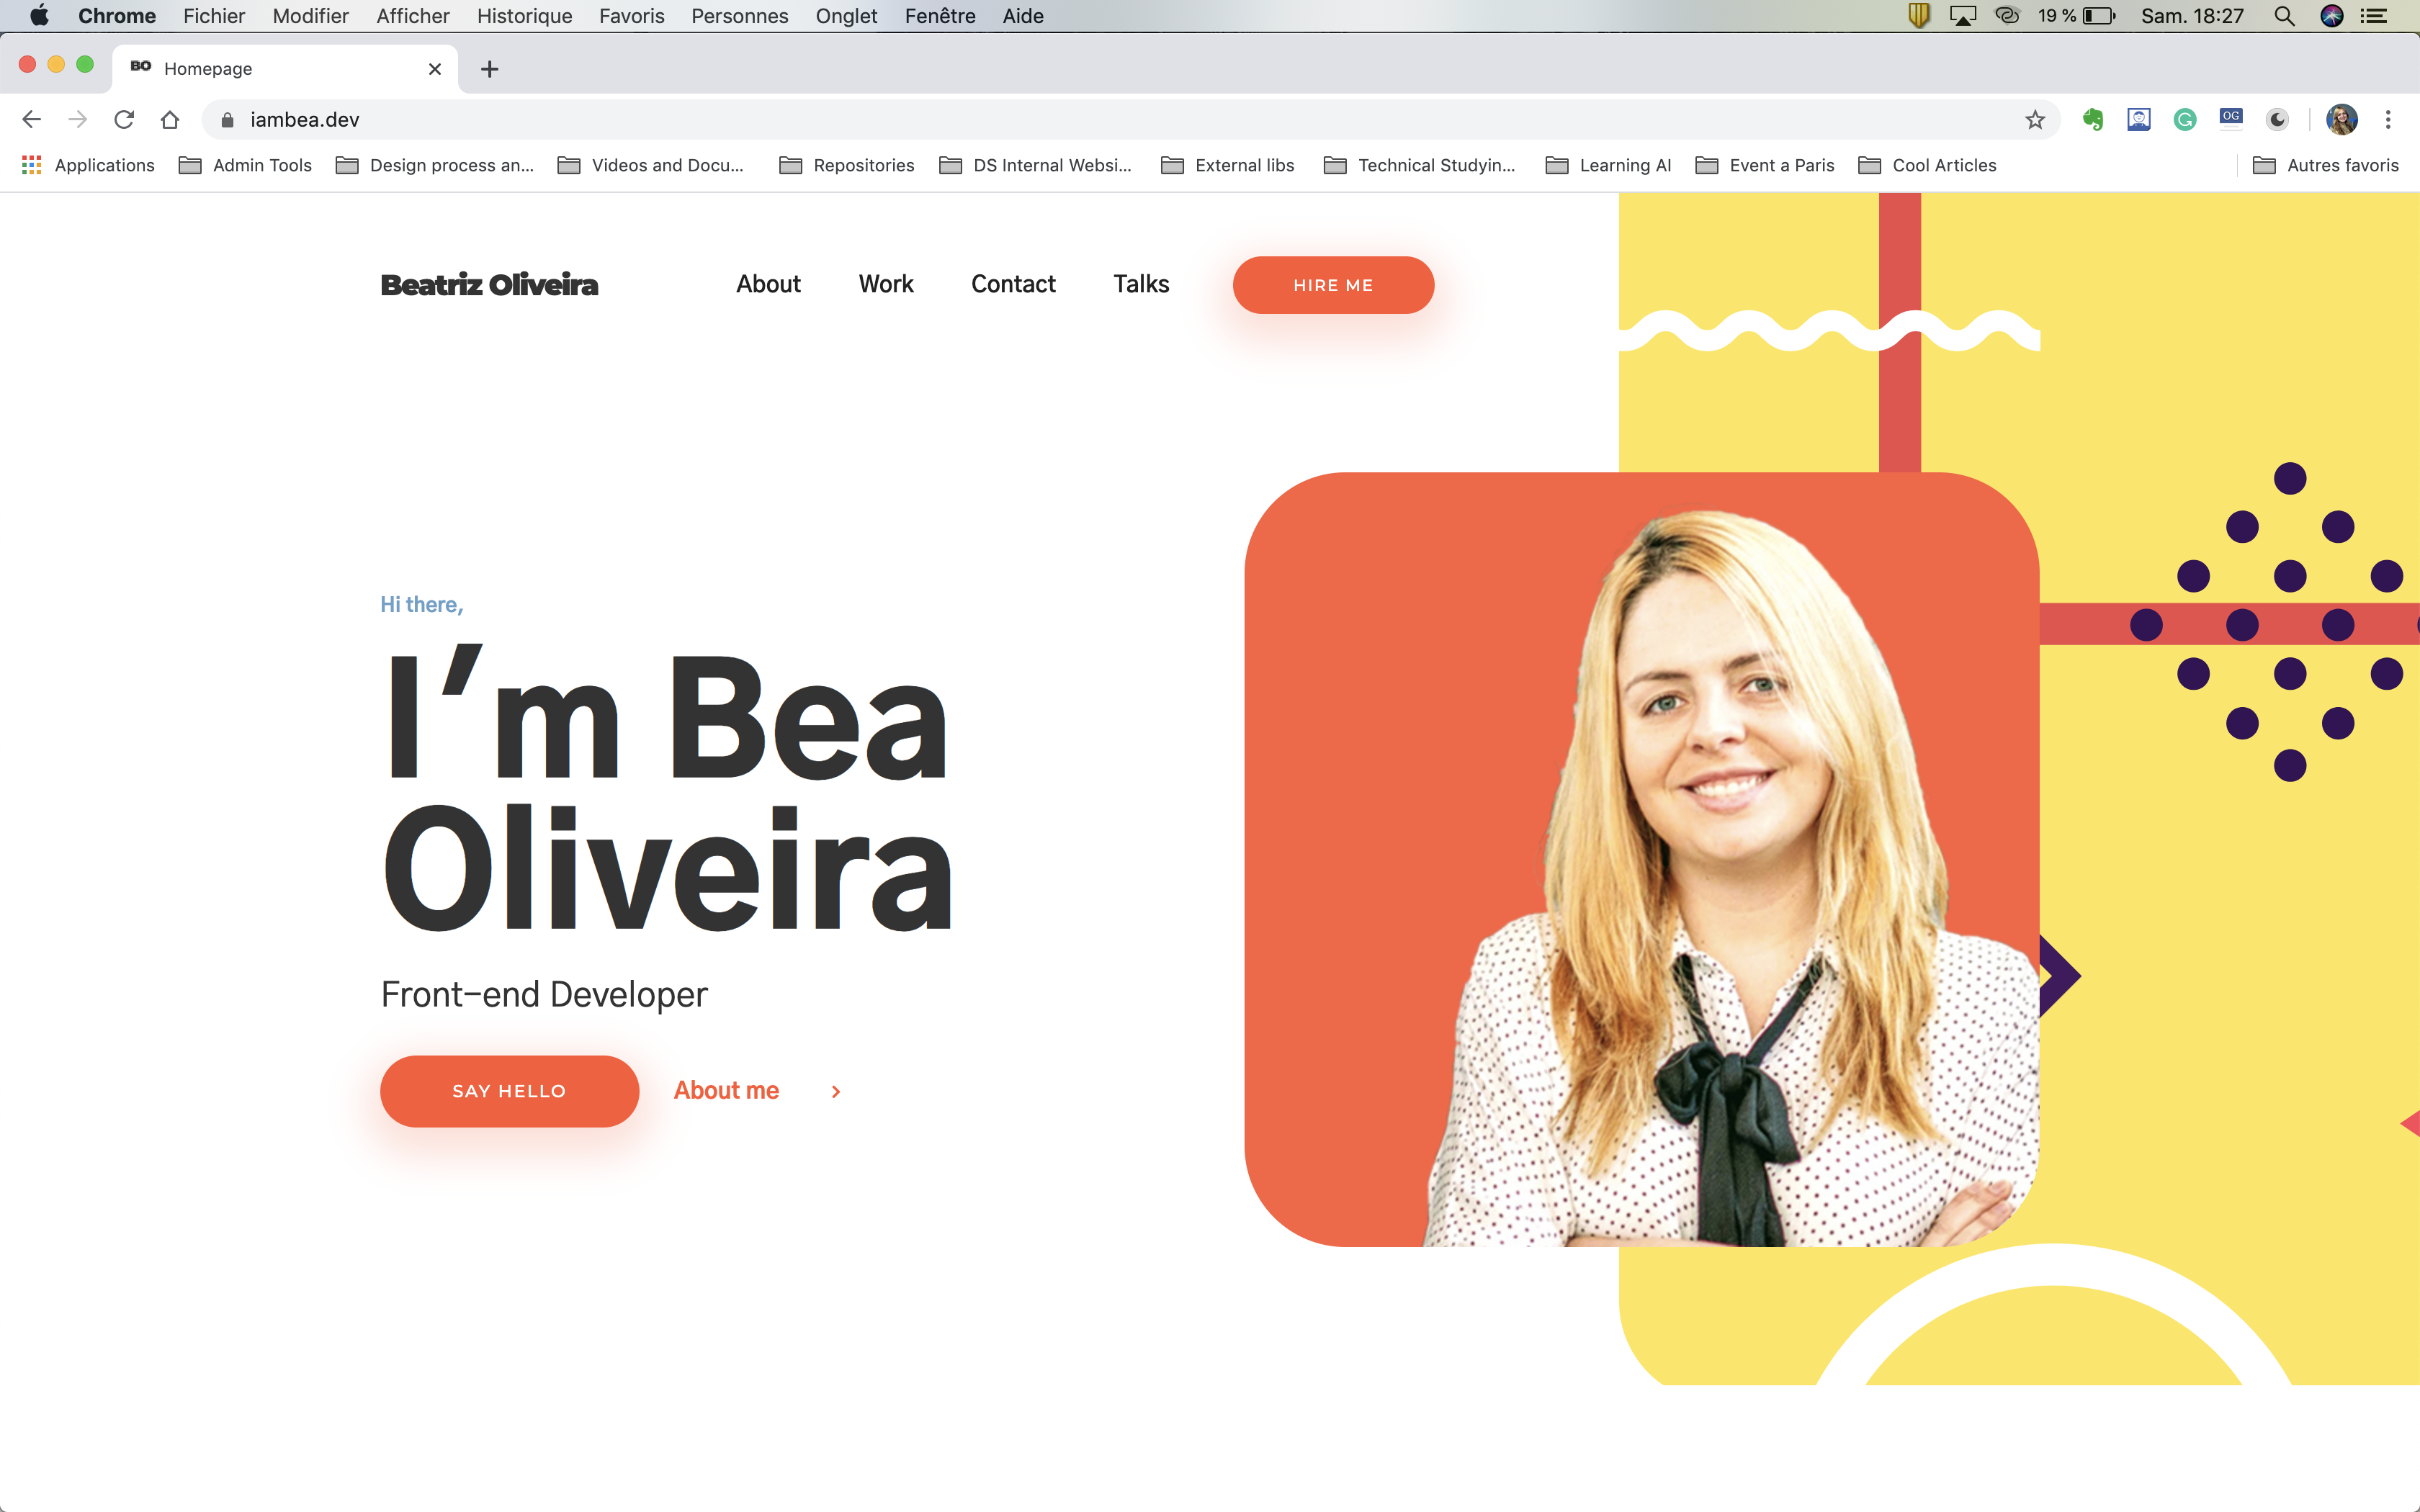 Chrome Fichier Modifier Afficher Historique Favoris Personnes Onglet Fenêtre Aide 19 % Sam. 18:27
BO Homepage
iambea.dev OG
Applications Admin Tools Design process an... Videos and Docu... Repositories DS Internal Websi... External libs Technical Studyin... Learning AI Event a Paris Cool Articles Autres favoris
Beatriz Oliveira About Work Contact Talks HIRE ME
Hi there,
I'm Bea
Oliveira
Front-end Developer
SAY HELLO About me